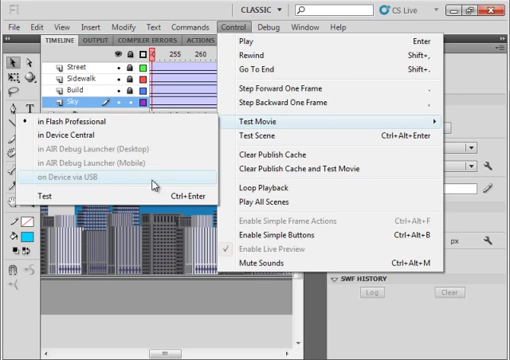 FL
CLASSIC
CS Live
File
Edit
View
Insert
Modify
Text
Commands
Control
Debug
Window
Help
TIMELINE
OUTPUT
COMPILER ERRORS
ACTIONS
255
260
Street
Sidewalk
Build
Sky
Play Enter
Rewind Shift+,
Go To End Shift+.
Step Forward One Frame .
Step Backward One Frame ,
Test Movie
Test Scene Ctrl+Alt+Enter
Clear Publish Cache
Clear Publish Cache and Test Movie
Loop Playback
Play All Scenes
Enable Simple Frame Actions Ctrl+Alt+F
Enable Simple Buttons Ctrl+Alt+B
Enable Live Preview
Mute Sounds Ctrl+Alt+M
in Flash Professional
in Device Central
in AIR Debug Launcher (Desktop)
in AIR Debug Launcher (Mobile)
on Device via USB
Test Ctrl+Enter
px
SWF HISTORY
Log
Clear